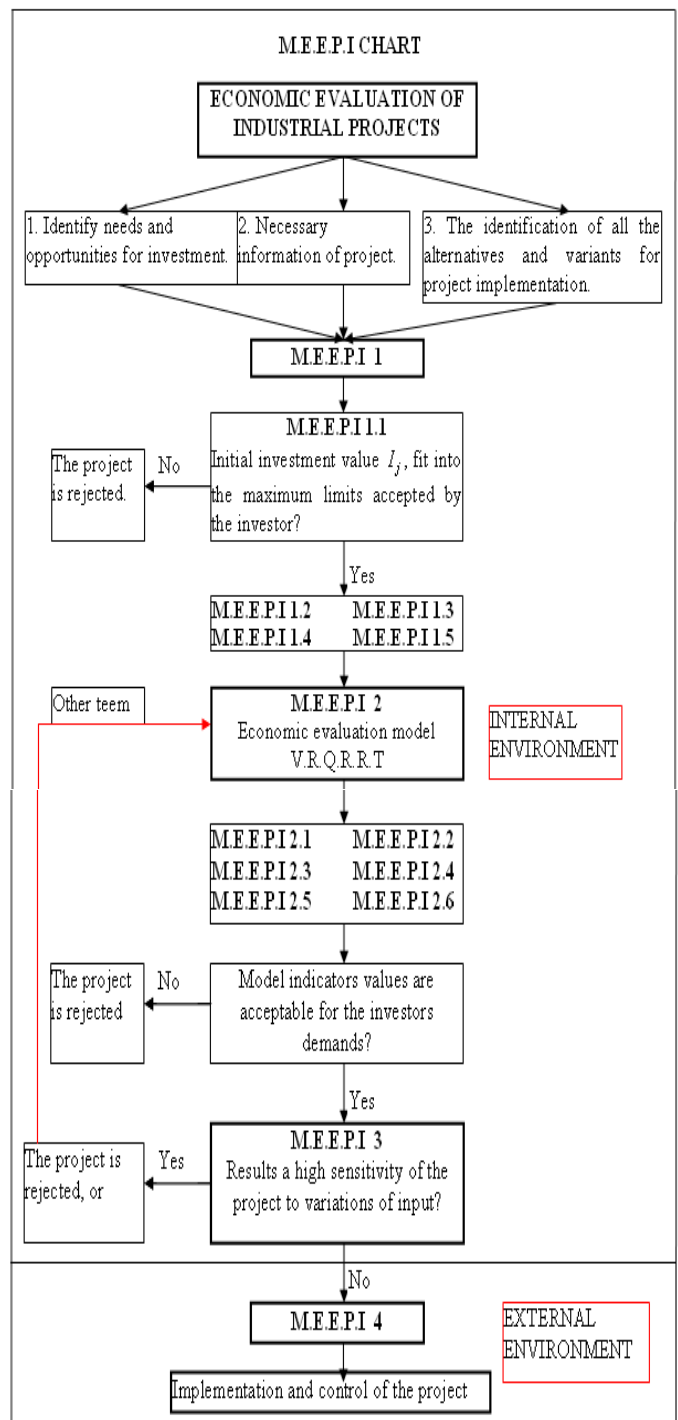 M.E.E.P.I CHART
ECONOMIC EVALUATION OF
INDUSTRIAL PROJECTS
1. Identify needs and
opportunities for investment.
2. Necessary
information of project.
3. The identification of all the
alternatives and variants for
project implementation.
M.E.E.P.I 1
M.E.E.P.I 1.1
Initial investment value I_j, fit into
the maximum limits accepted by
the investor?
No
The project
is rejected.
Yes
M.E.E.P.I 1.2 M.E.E.P.I 1.3
M.E.E.P.I 1.4 M.E.E.P.I 1.5
Other teem
M.E.E.P.I 2
Economic evaluation model
V.R.Q.R.R.T
INTERNAL
ENVIRONMENT
M.E.E.P.I 2.1 M.E.E.P.I 2.2
M.E.E.P.I 2.3 M.E.E.P.I 2.4
M.E.E.P.I 2.5 M.E.E.P.I 2.6
The project
is rejected
No
Model indicators values are
acceptable for the investors
demands?
Yes
M.E.E.P.I 3
Results a high sensitivity of the
project to variations of input?
Yes
The project is
rejected, or
No
M.E.E.P.I 4
EXTERNAL
ENVIRONMENT
Implementation and control of the project